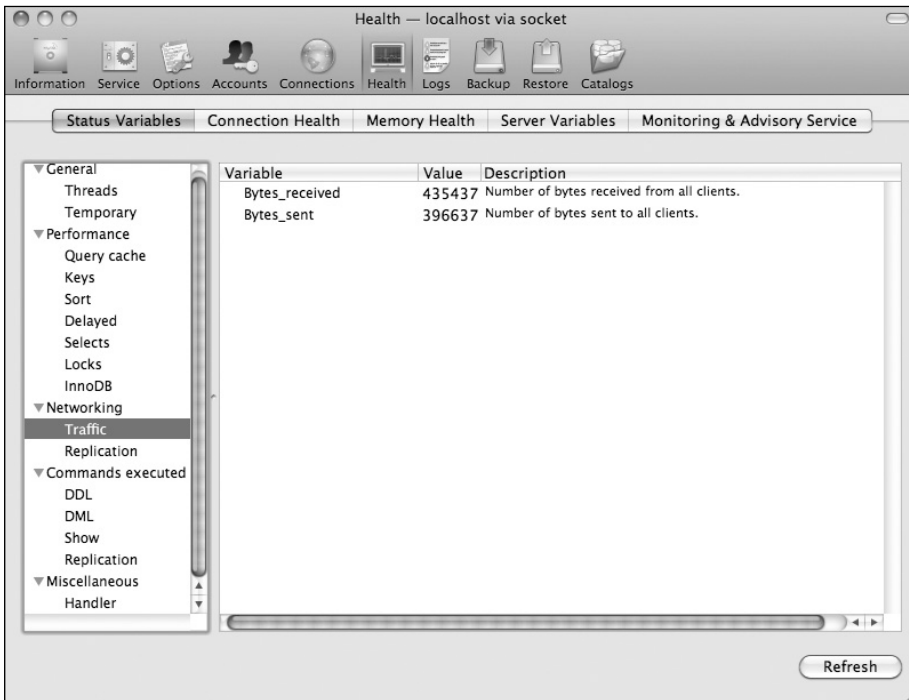 Health — localhost via socket
Information Service Options Accounts Connections Health Logs Backup Restore Catalogs
Status Variables Connection Health Memory Health Server Variables Monitoring & Advisory Service
General
Threads
Temporary
Performance
Query cache
Keys
Sort
Delayed
Selects
Locks
InnoDB
Networking
Traffic
Replication
Commands executed
DDL
DML
Show
Replication
Miscellaneous
Handler
Variable Value Description
Bytes_received 435437 Number of bytes received from all clients.
Bytes_sent 396637 Number of bytes sent to all clients.
Refresh